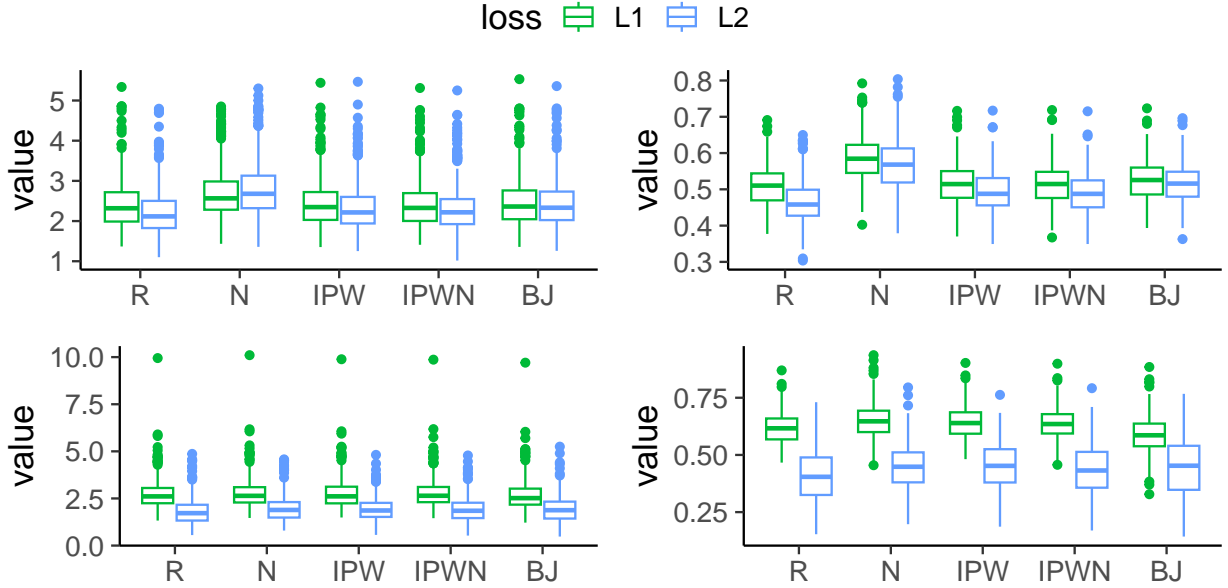 loss L1 L2
value
5
4
3
2
1
R N IPW IPWN BJ
value
0.8
0.7
0.6
0.5
0.4
0.3
R N IPW IPWN BJ
value
10.0
7.5
5.0
2.5
0.0
R N IPW IPWN BJ
value
0.75
0.50
0.25
R N IPW IPWN BJ